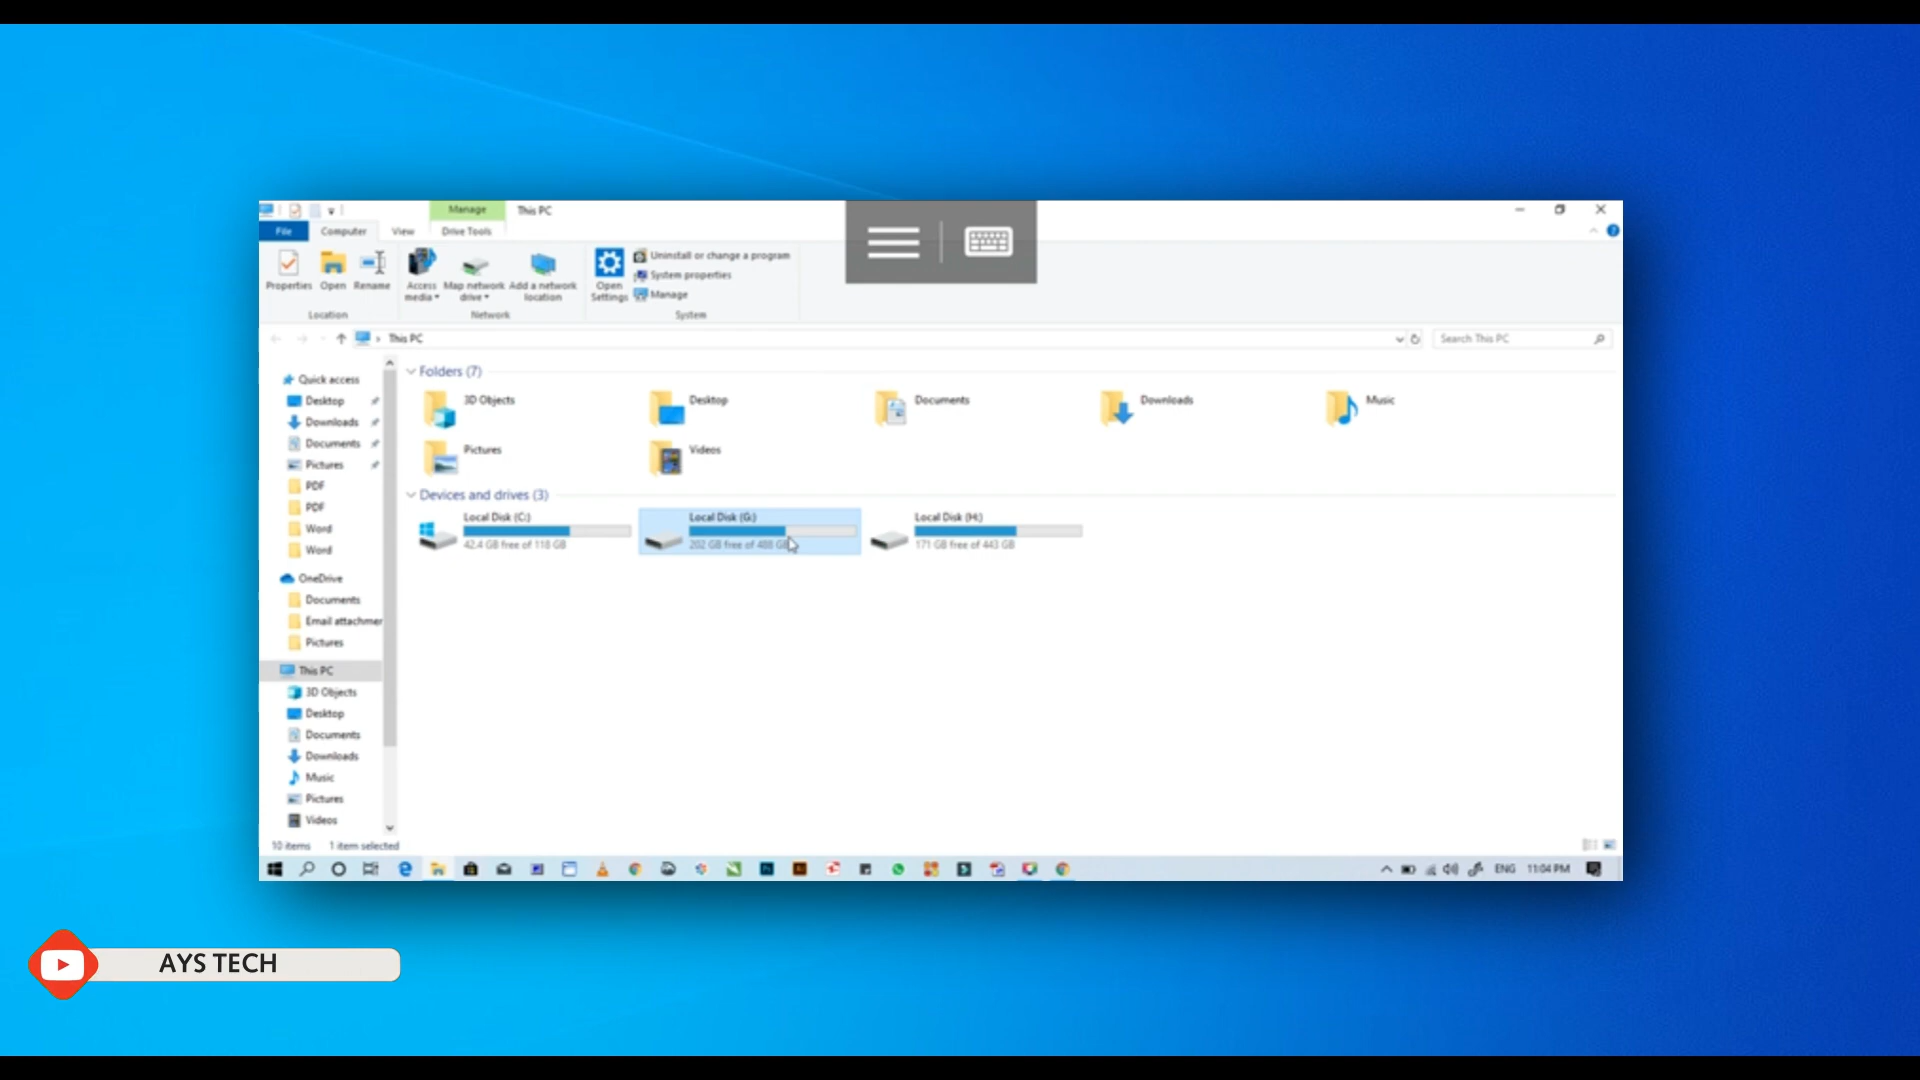 Manage This PC
File Computer View Drive Tools
Uninstall or change a program
System properties
Manage
Properties Open Rename Access media Map network drive Add a network location Open Settings
Location Network System
This PC Search This PC
Quick access
Desktop
Downloads
Documents
Pictures
PDF
PDF
Word
Word
OneDrive
Documents
Email attachmer
Pictures
This PC
3D Objects
Desktop
Documents
Downloads
Music
Pictures
Videos
Folders (7)
3D Objects Desktop Documents Downloads Music
Pictures Videos
Devices and drives (3)
Local Disk (C:) Local Disk (G:) Local Disk (H:)
42.4 GB free of 118 GB 202 GB free of 488 GB 171 GB free of 443 GB
10 items 1 item selected
ENG 11:04 PM
AYS TECH